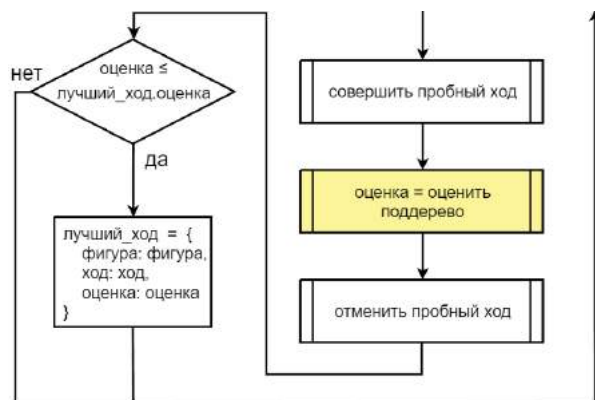 нет
оценка ≤
лучший_ход.оценка
да
лучший_ход = {
фигура: фигура,
ход: ход,
оценка: оценка
}
совершить пробный ход
оценка = оценить
поддерево
отменить пробный ход